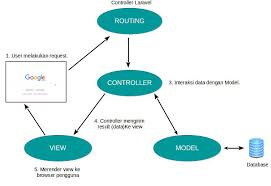 Controller Laravel
ROUTING
1. User melakukan request
Google
CONTROLLER
3. Interaksi data dengan Model.
4. Controller mengirim
result (data)Ke view
VIEW
MODEL
Database
5. Merender view ke
browser pengguna